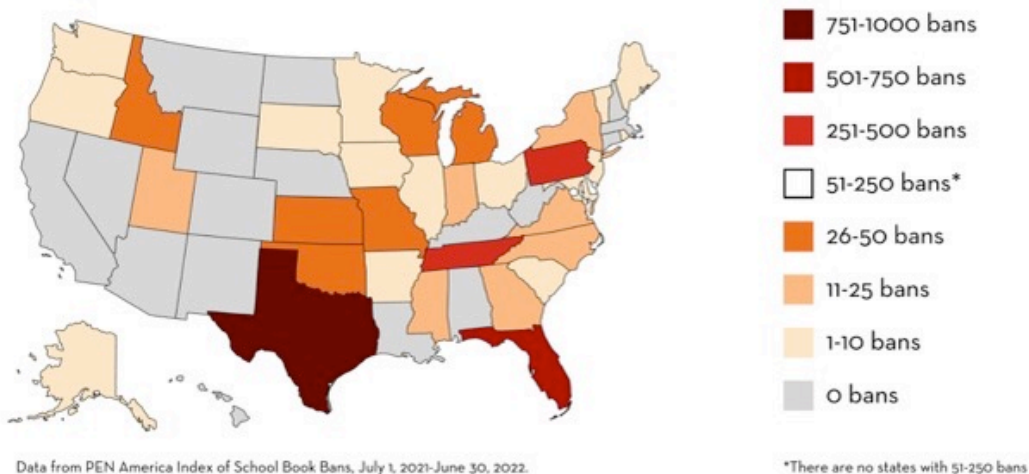 751-1000 bans
501-750 bans
251-500 bans
51-250 bans*
26-50 bans
11-25 bans
1-10 bans
0 bans
Data from PEN America Index of School Book Bans, July 1, 2021-June 30, 2022.
*There are no states with 51-250 bans